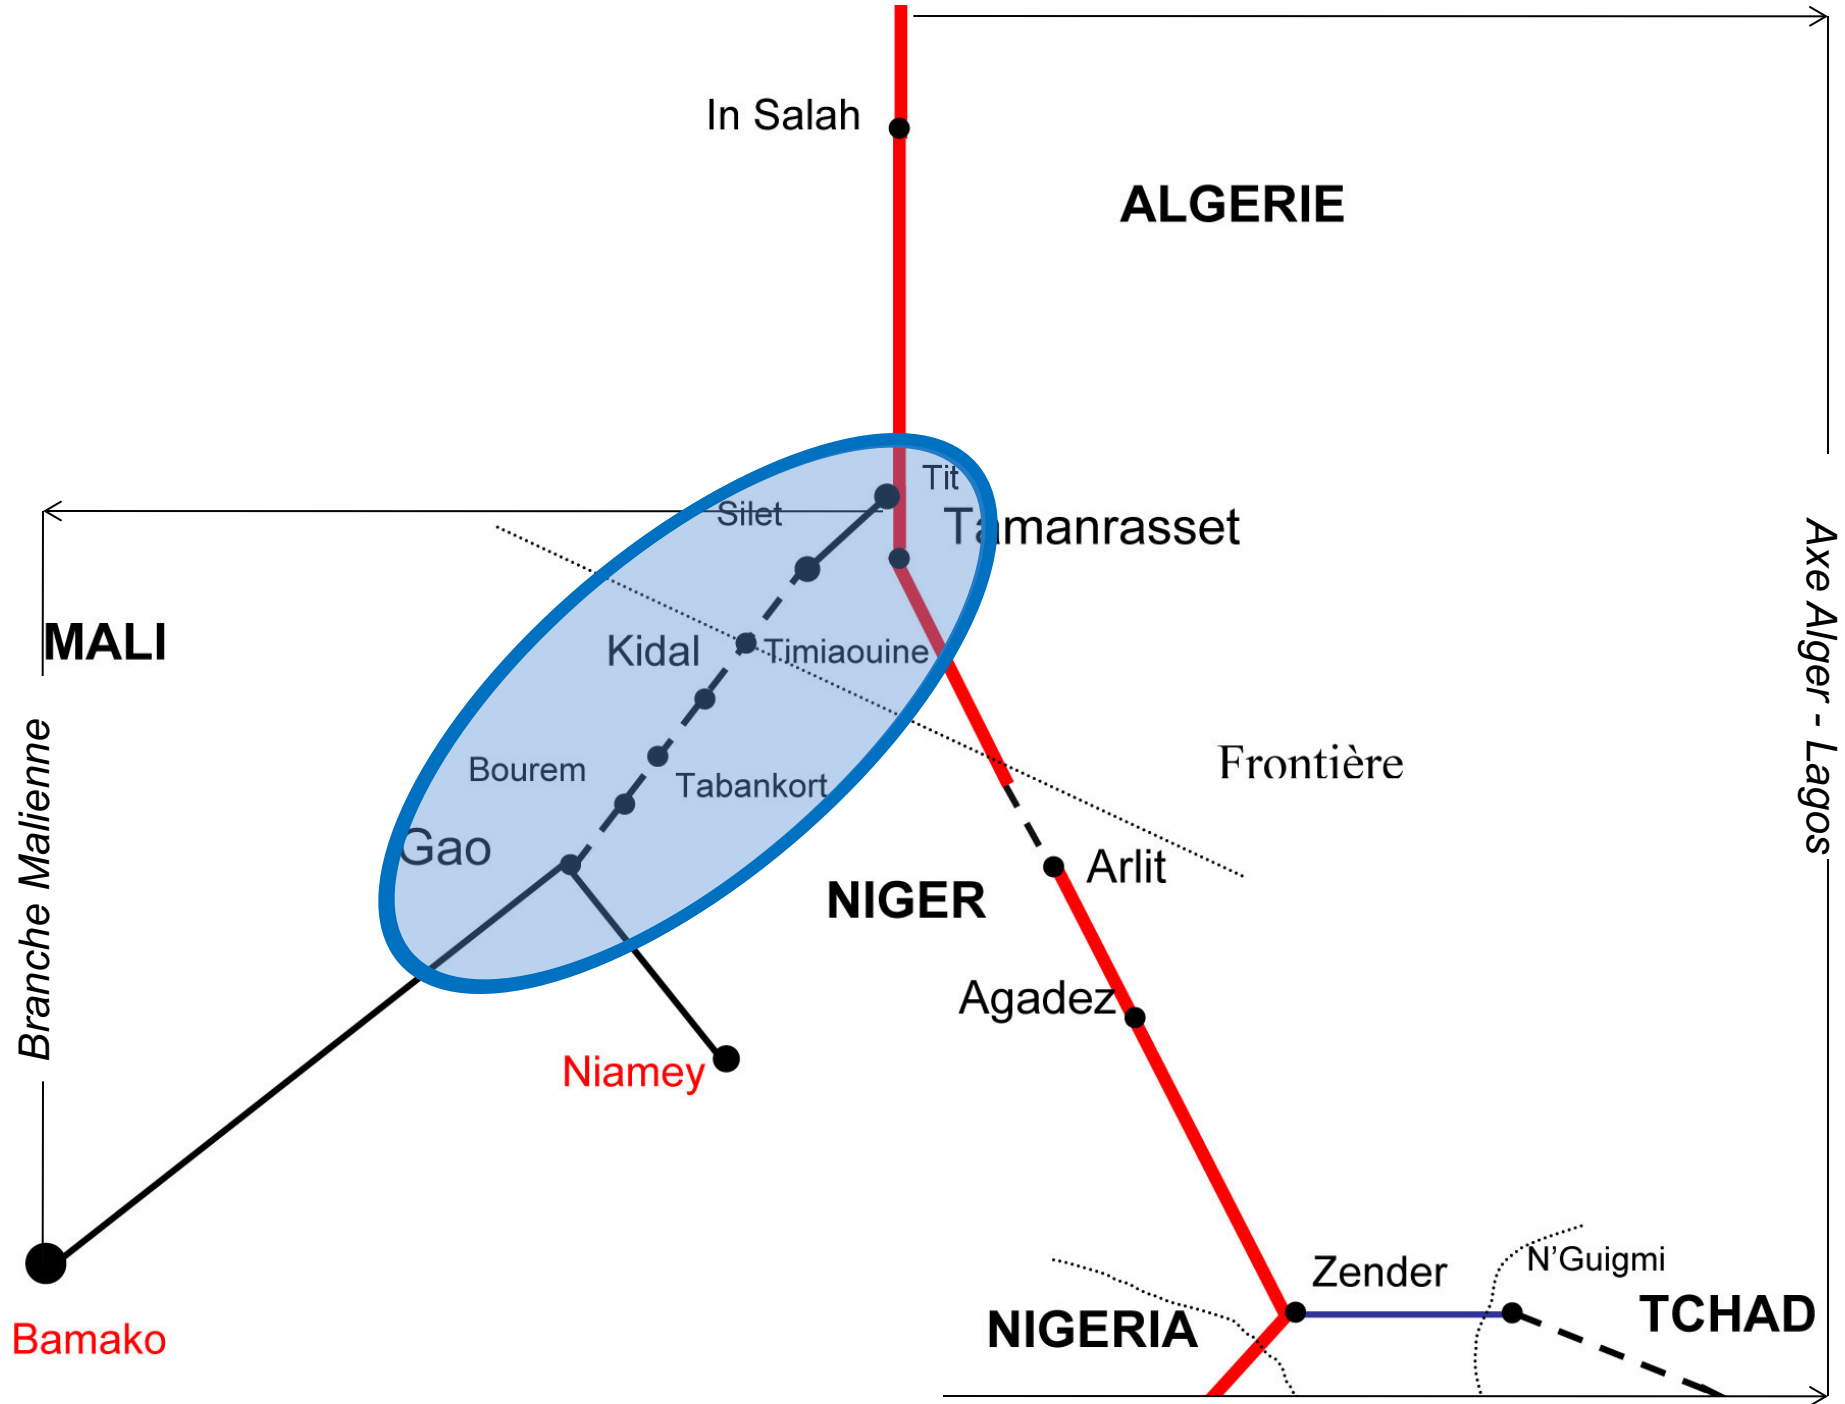 In Salah
ALGERIE
Tit
Silet
Tamanrasset
MALI
Kidal
Timiaouine
Axe Alger - Lagos
Frontière
Bourem
Tabankort
Gao
Arlit
NIGER
Branche Malienne
Agadez
Niamey
Zender
N’Guigmi
NIGERIA
TCHAD
Bamako